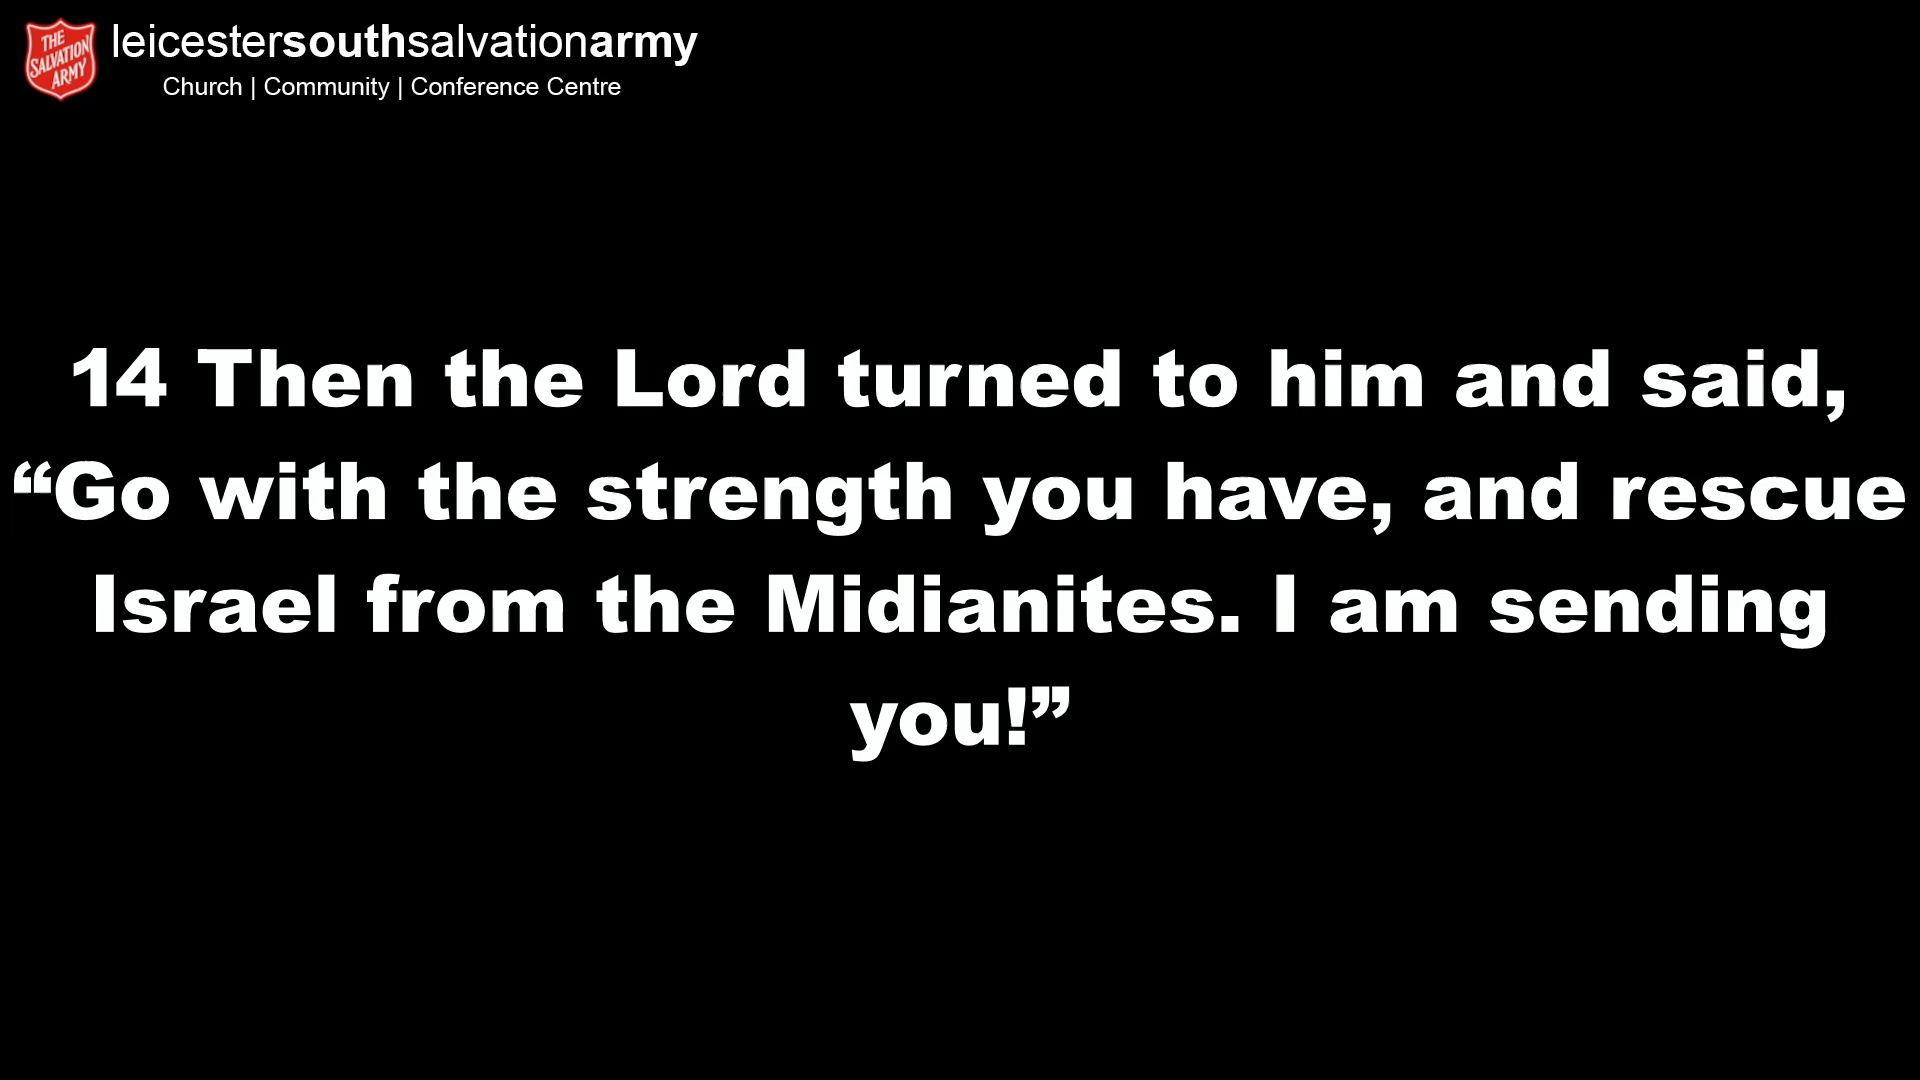 THE
SALVATION
ARMY
leicestersouthsalvationarmy
Church | Community | Conference Centre
14 Then the Lord turned to him and said,
“Go with the strength you have, and rescue
Israel from the Midianites. I am sending
you!”